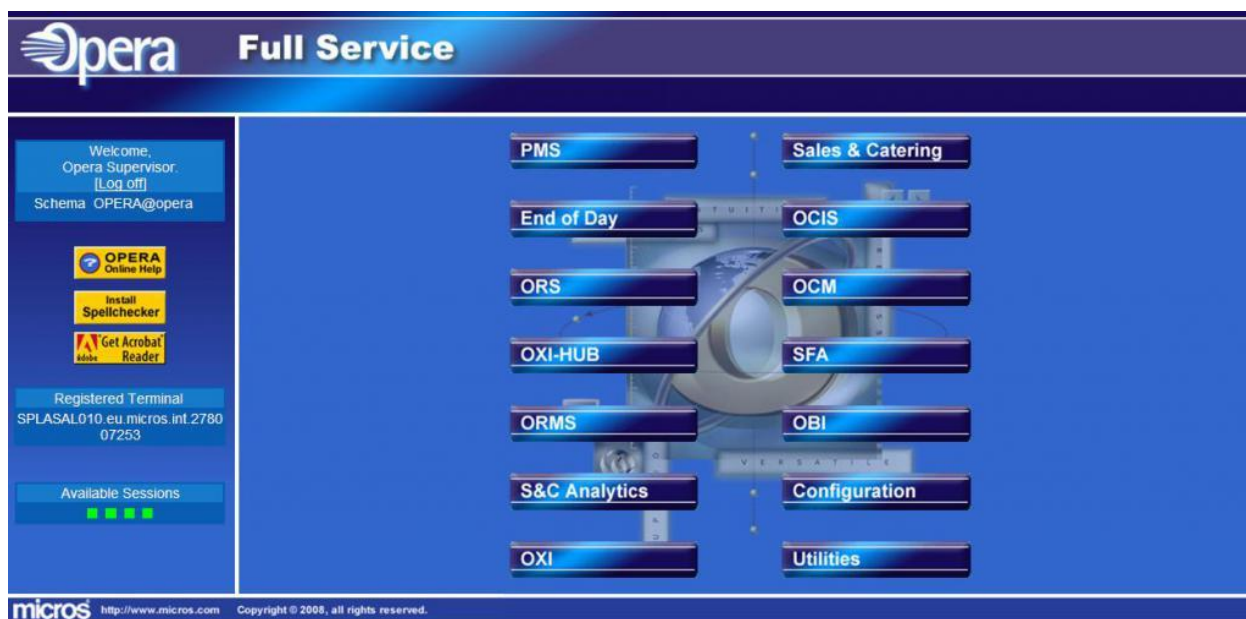 Opera
Full Service
Welcome,
Opera Supervisor.
[Log off]
Schema OPERA@opera
OPERA
Online Help
Install
Spellchecker
Get Acrobat
Adobe Reader
Registered Terminal
SPLASAL010.eu.micros.int.2780
07253
Available Sessions
PMS
Sales & Catering
End of Day
OCIS
ORS
OCM
OXI-HUB
SFA
ORMS
OBI
S&C Analytics
Configuration
OXI
Utilities
VERSATILE
micros http://www.micros.com Copyright © 2008, all rights reserved.